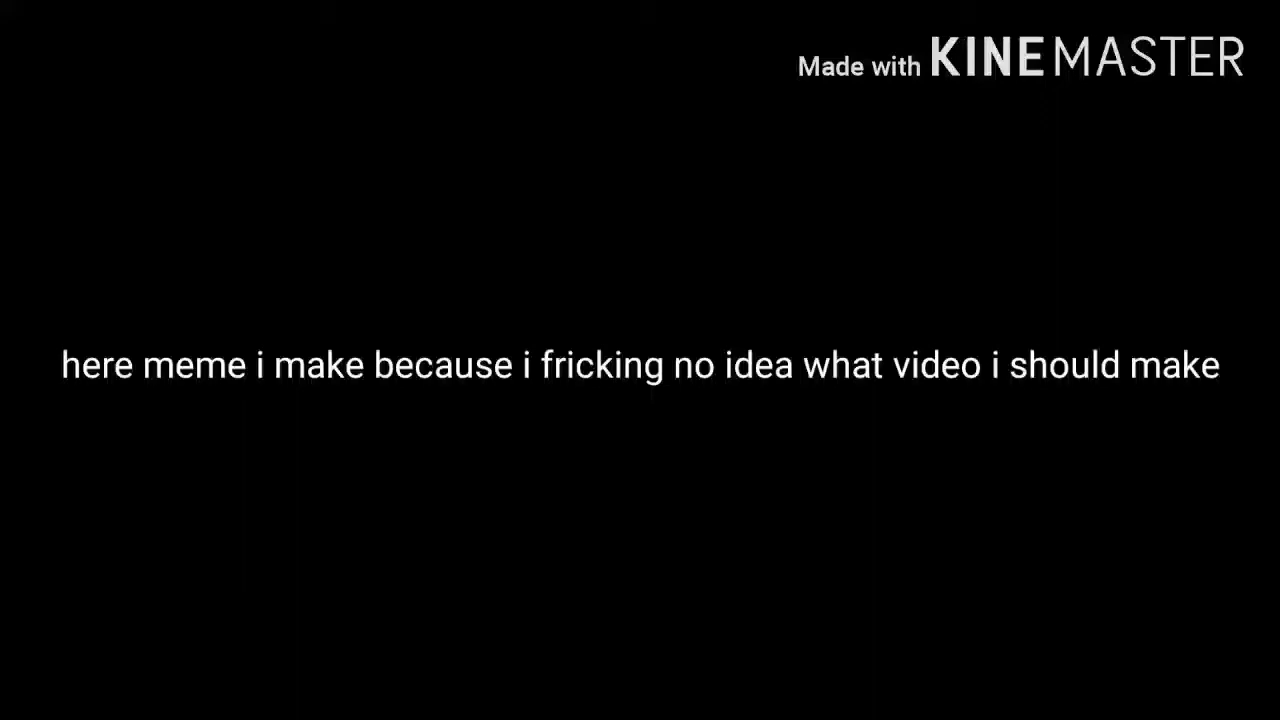 Made with KINEMASTER
here meme i make because i fricking no idea what video i should make